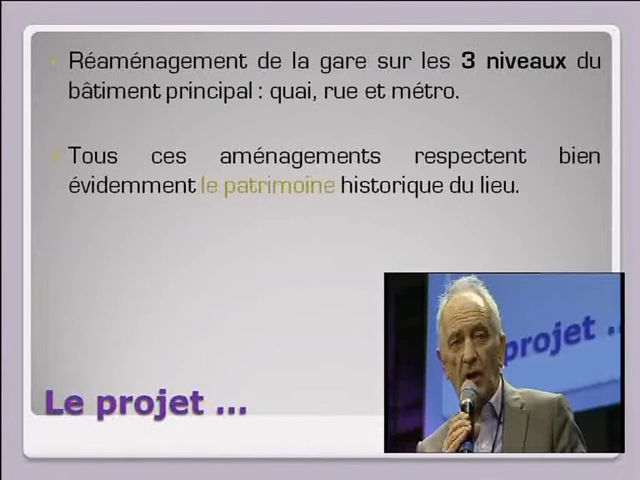 Réaménagement de la gare sur les 3 niveaux du
bâtiment principal : quai, rue et métro.
Tous ces aménagements respectent bien
évidemment le patrimoine historique du lieu.
Le projet ...
projet ...